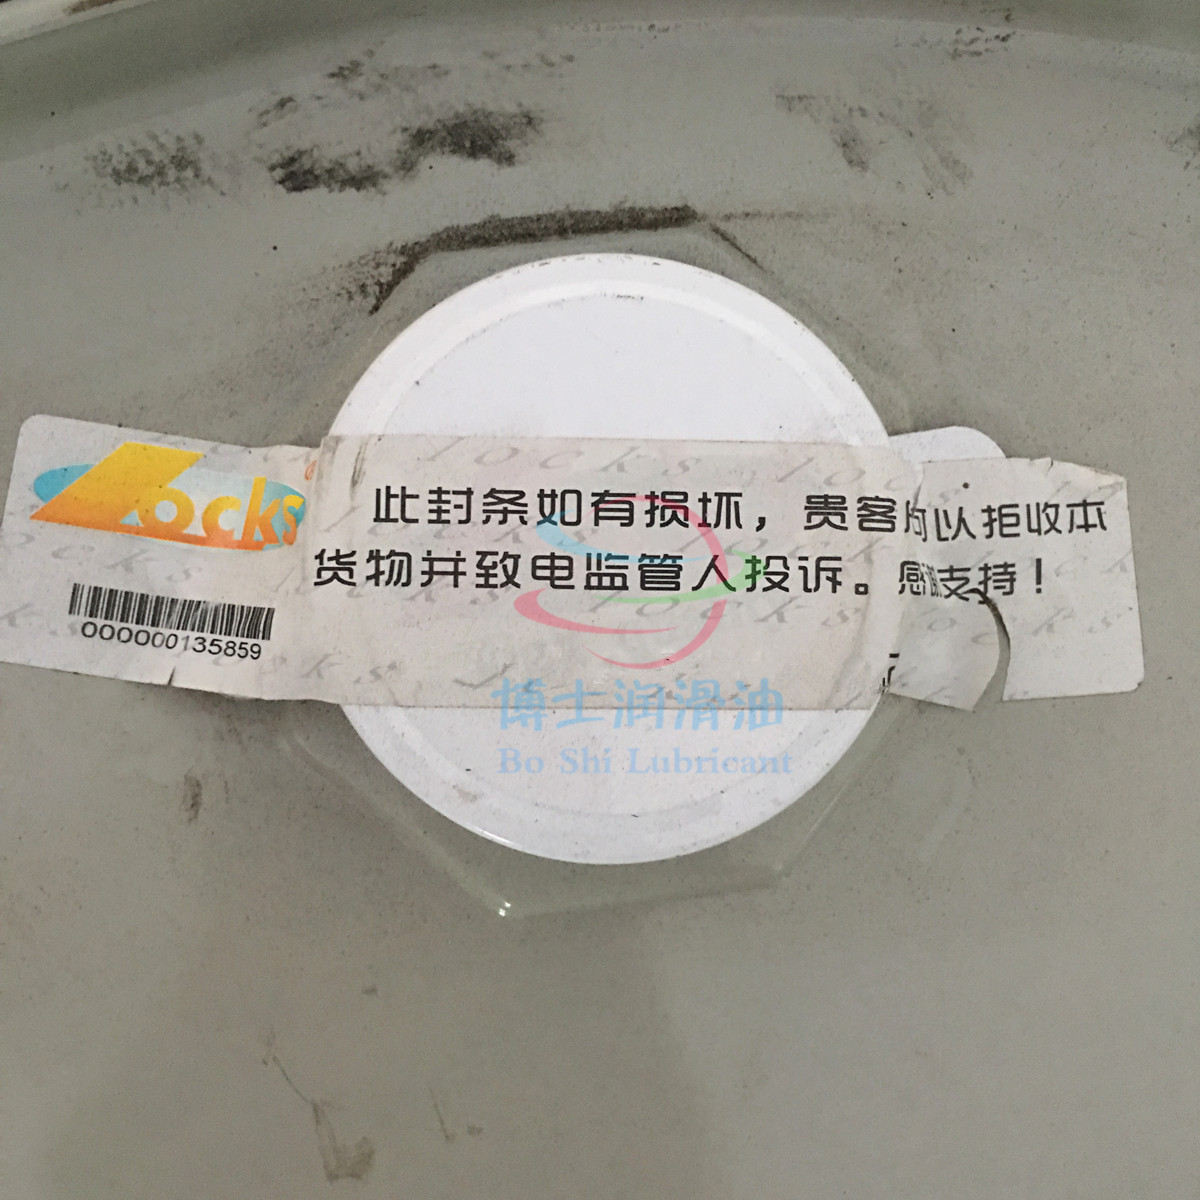 Locks
此封条如有损坏，贵客均以拒收本
货物并致电监管人投诉。感谢支持！
000000135859
博士润滑油
Bo Shi Lubricant